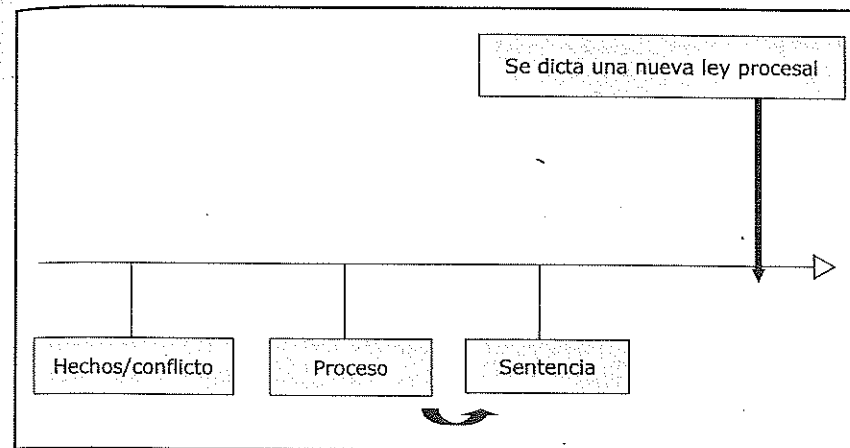 Se dicta una nueva ley procesal
Hechos/conflicto
Proceso
Sentencia